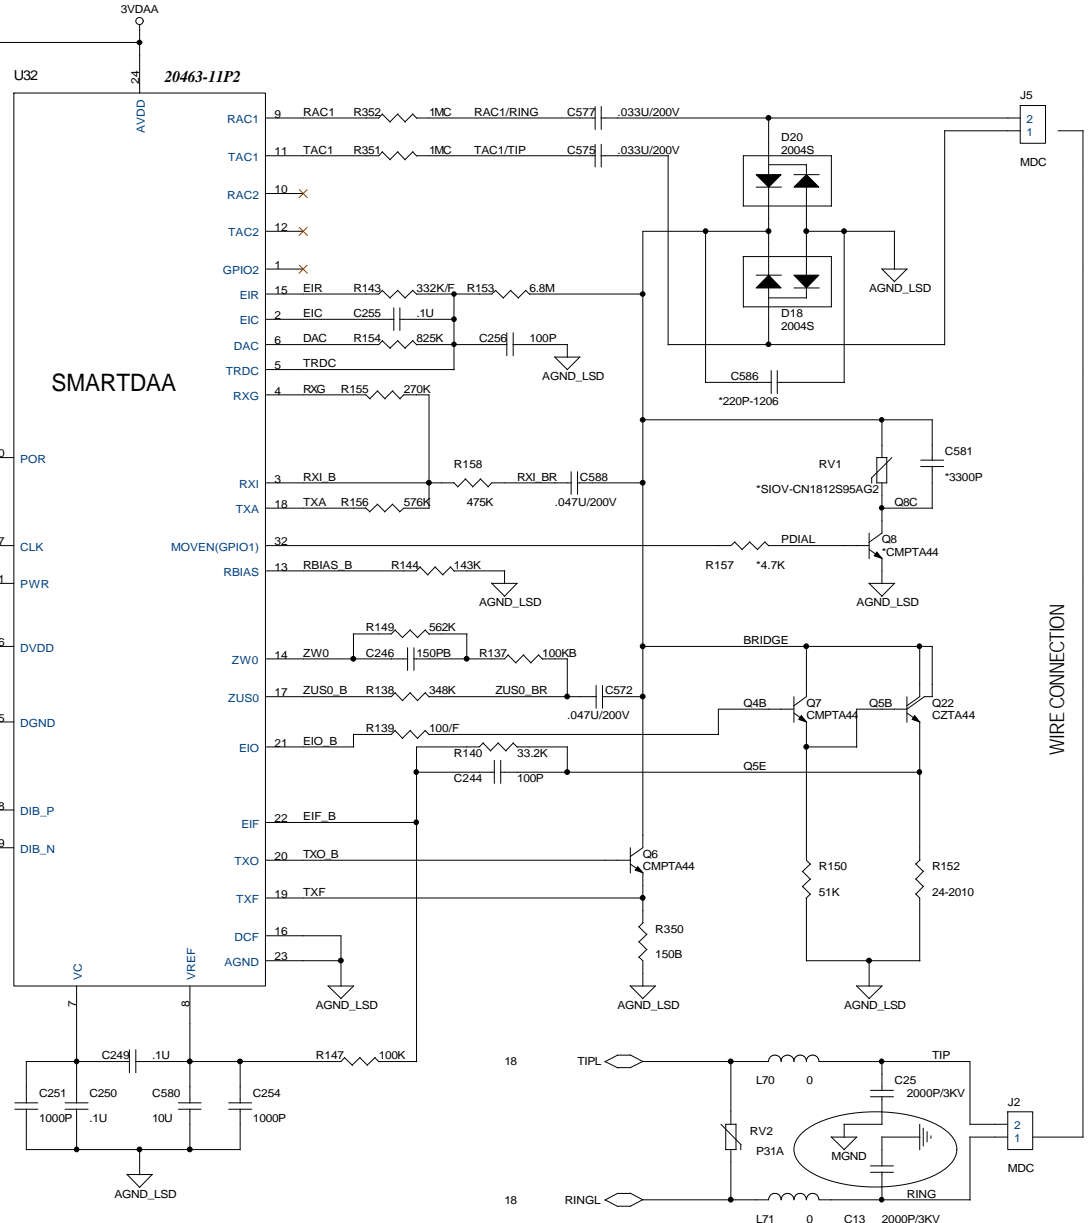 3VDAA
U32
24
20463-11P2
AVDD
SMARTDAA
RAC1 9 RAC1 R352 1MC RAC1/RING C577 .033U/200V
TAC1 11 TAC1 R351 1MC TAC1/TIP C575 .033U/200V
RAC2 10
TAC2 12
GPIO2 1
EIR 15 EIR R143 332K/F R153 6.8M
EIC 2 EIC C255 .1U
DAC 6 DAC R154 825K C256 100P
TRDC 5 TRDC
AGND_LSD
RXG 4 RXG R155 270K
R158
RXI 3 RXI_B RXI_BR C588
475K .047U/200V
TXA 18 TXA R156 576K
MOVEN(GPIO1) 32
RBIAS 13 RBIAS_B R144 143K
AGND_LSD
R149 562K
ZW0 14 ZW0 C246 150PB R137 100KB
ZUS0 17 ZUS0_B R138 348K ZUS0_BR C572
.047U/200V
R139 100/F
EIO 21 EIO_B
R140 33.2K
C244 100P
EIF 22 EIF_B
TXO 20 TXO_B
TXF 19 TXF
DCF 16
AGND 23
AGND_LSD
POR
CLK
PWR
DVDD
DGND
DIB_P
DIB_N
VC
7
VREF
8
D20
2004S
D18
2004S
AGND_LSD
C586
*220P-1206
J5
2
1
MDC
RV1
*SIOV-CN1812S95AG2
C581
*3300P
Q8C
Q8
*CMPTA44
PDIAL
R157 *4.7K
AGND_LSD
WIRE CONNECTION
BRIDGE
Q4B
Q7
CMPTA44
Q5B
Q22
CZTA44
Q5E
Q6
CMPTA44
R150
51K
R152
24-2010
R350
150B
AGND_LSD
AGND_LSD
C249 .1U
R147 100K
C251
1000P
C250
.1U
C580
10U
C254
1000P
AGND_LSD
18 TIPL
L70 0
TIP
C25
2000P/3KV
RV2
P31A
MGND
J2
2
1
MDC
18 RINGL
RING
L71 0
C13 2000P/3KV